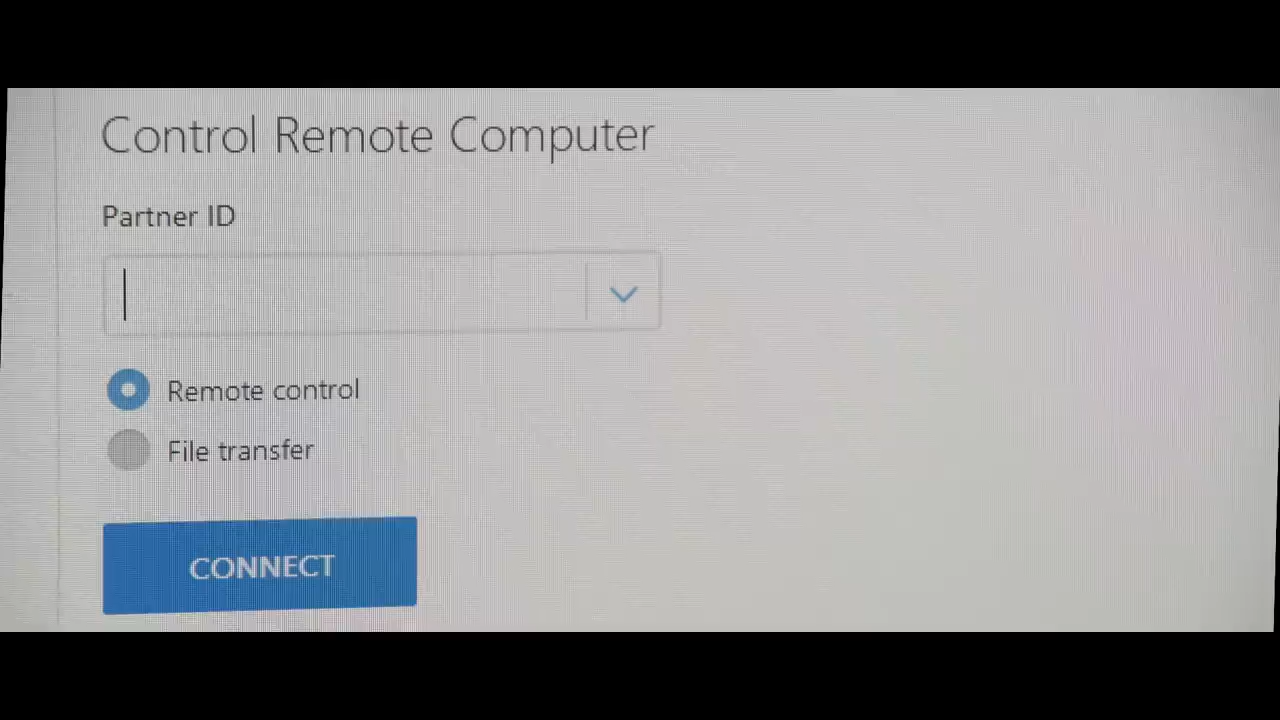 Control Remote Computer
Partner ID
Remote control
File transfer
CONNECT